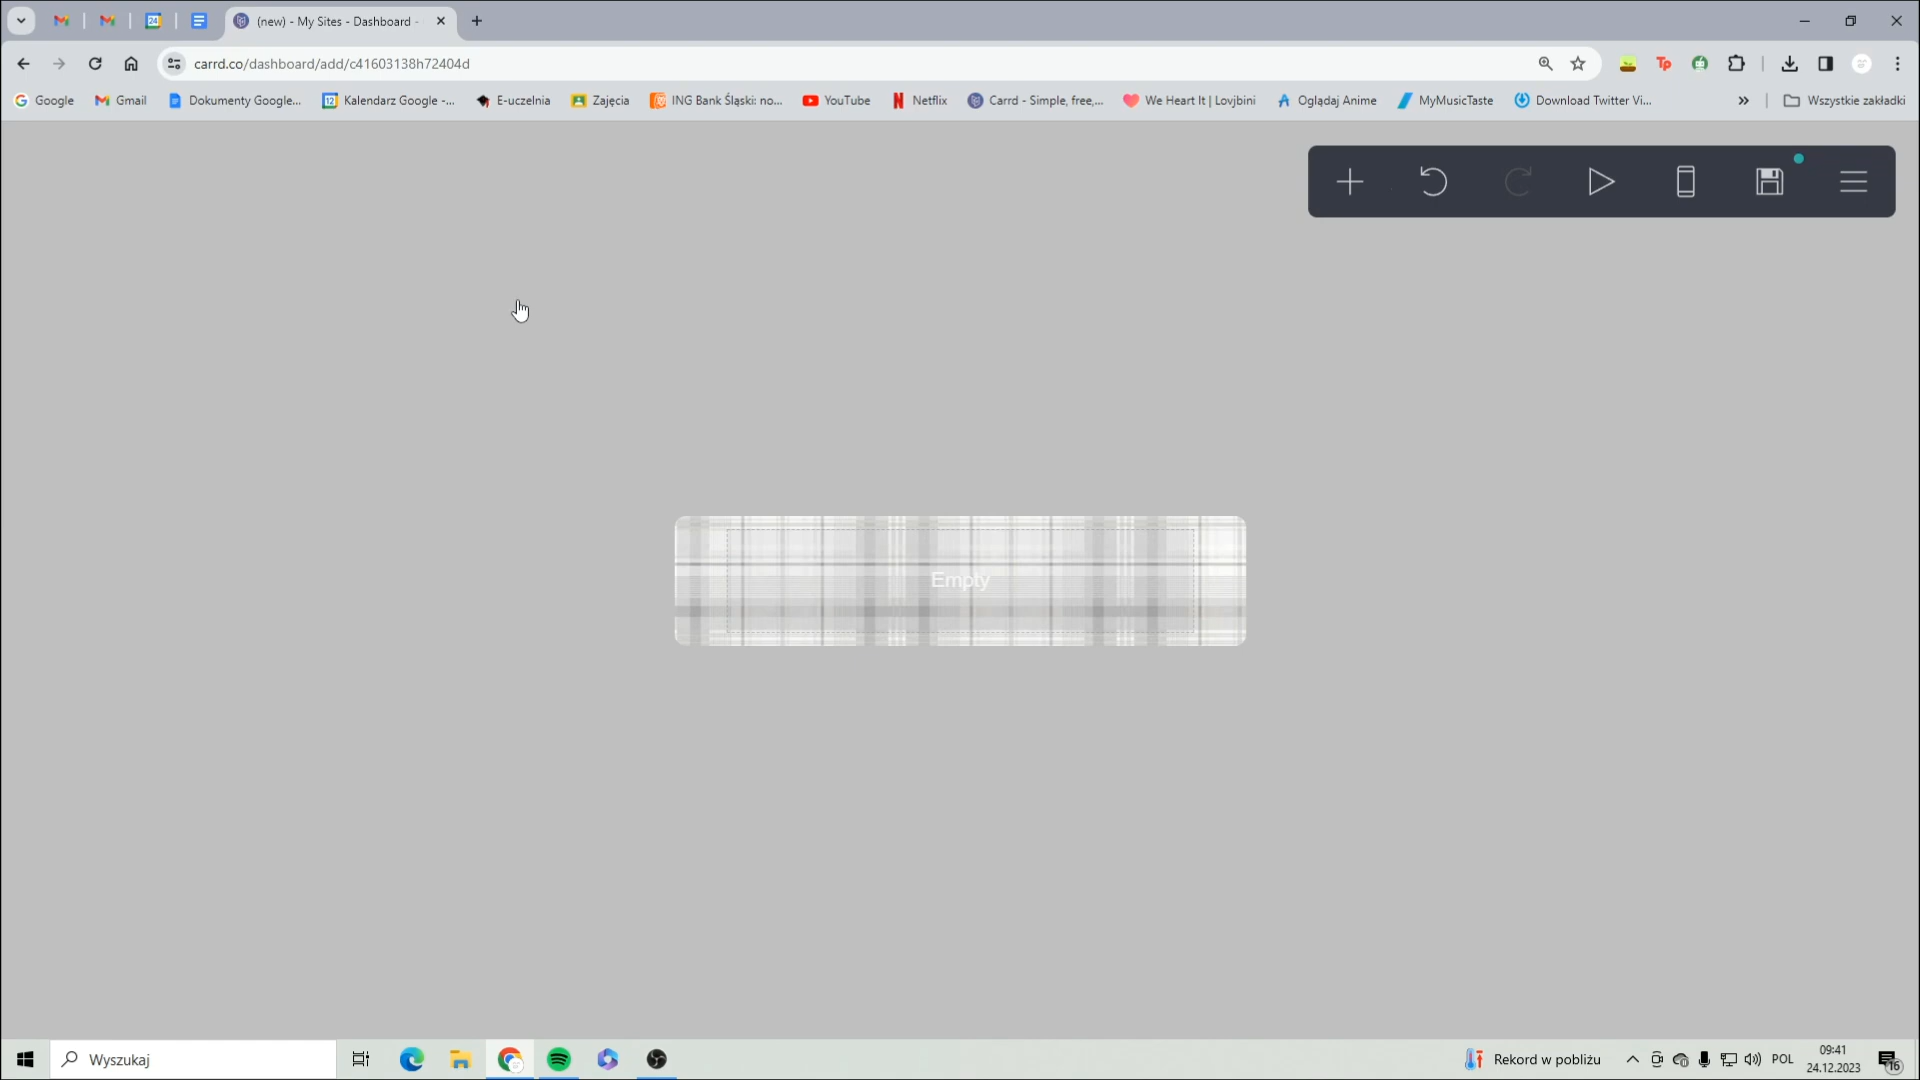 (new) - My Sites - Dashboard -
carrd.co/dashboard/add/c41603138h72404d
Google
Gmail
Dokumenty Google...
Kalendarz Google -...
E-uczelnia
Zajęcia
ING Bank Śląski: no...
YouTube
Netflix
Carrd - Simple, free,...
We Heart It | Lovjbini
Oglądaj Anime
MyMusicTaste
Download Twitter Vi...
Wszystkie zakładki
Empty
Wyszukaj
Rekord w pobliżu
POL
09:41
24.12.2023
16